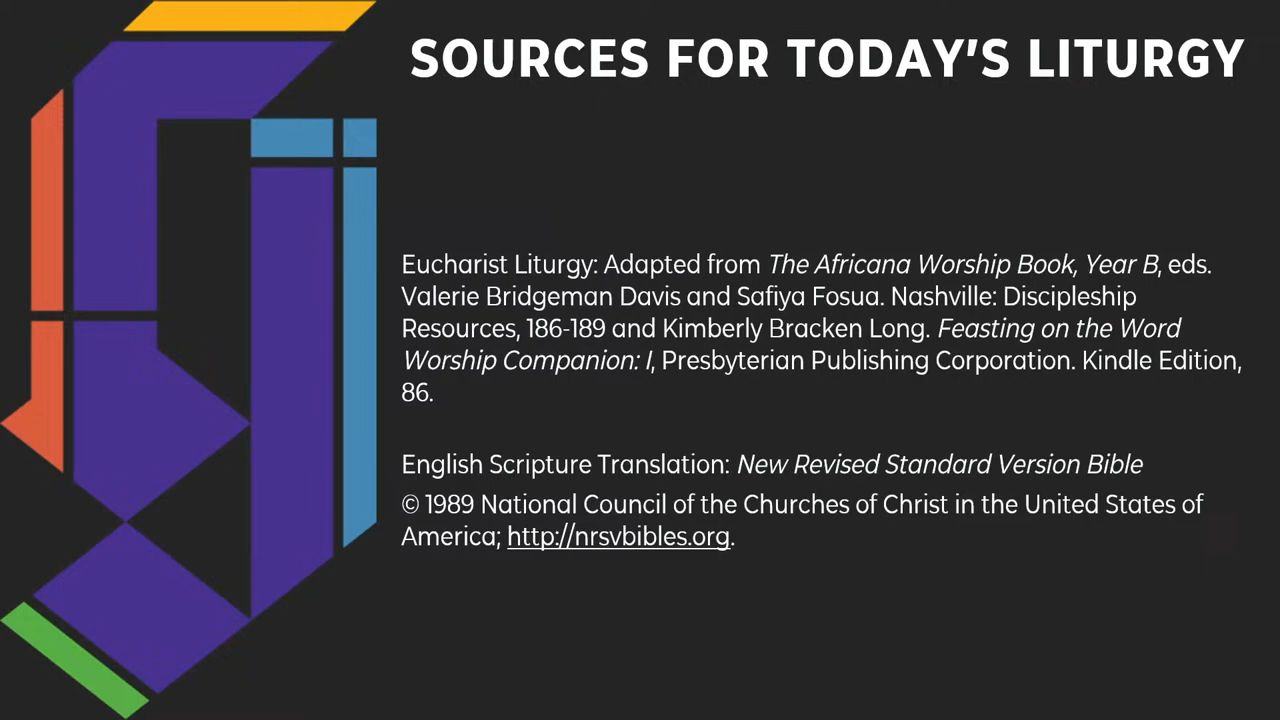 SOURCES FOR TODAY'S LITURGY
Eucharist Liturgy: Adapted from The Africana Worship Book, Year B, eds.
Valerie Bridgeman Davis and Safiya Fosua. Nashville: Discipleship
Resources, 186-189 and Kimberly Bracken Long. Feasting on the Word
Worship Companion: I, Presbyterian Publishing Corporation. Kindle Edition,
86.
English Scripture Translation: New Revised Standard Version Bible
© 1989 National Council of the Churches of Christ in the United States of
America; http://nrsvbibles.org.